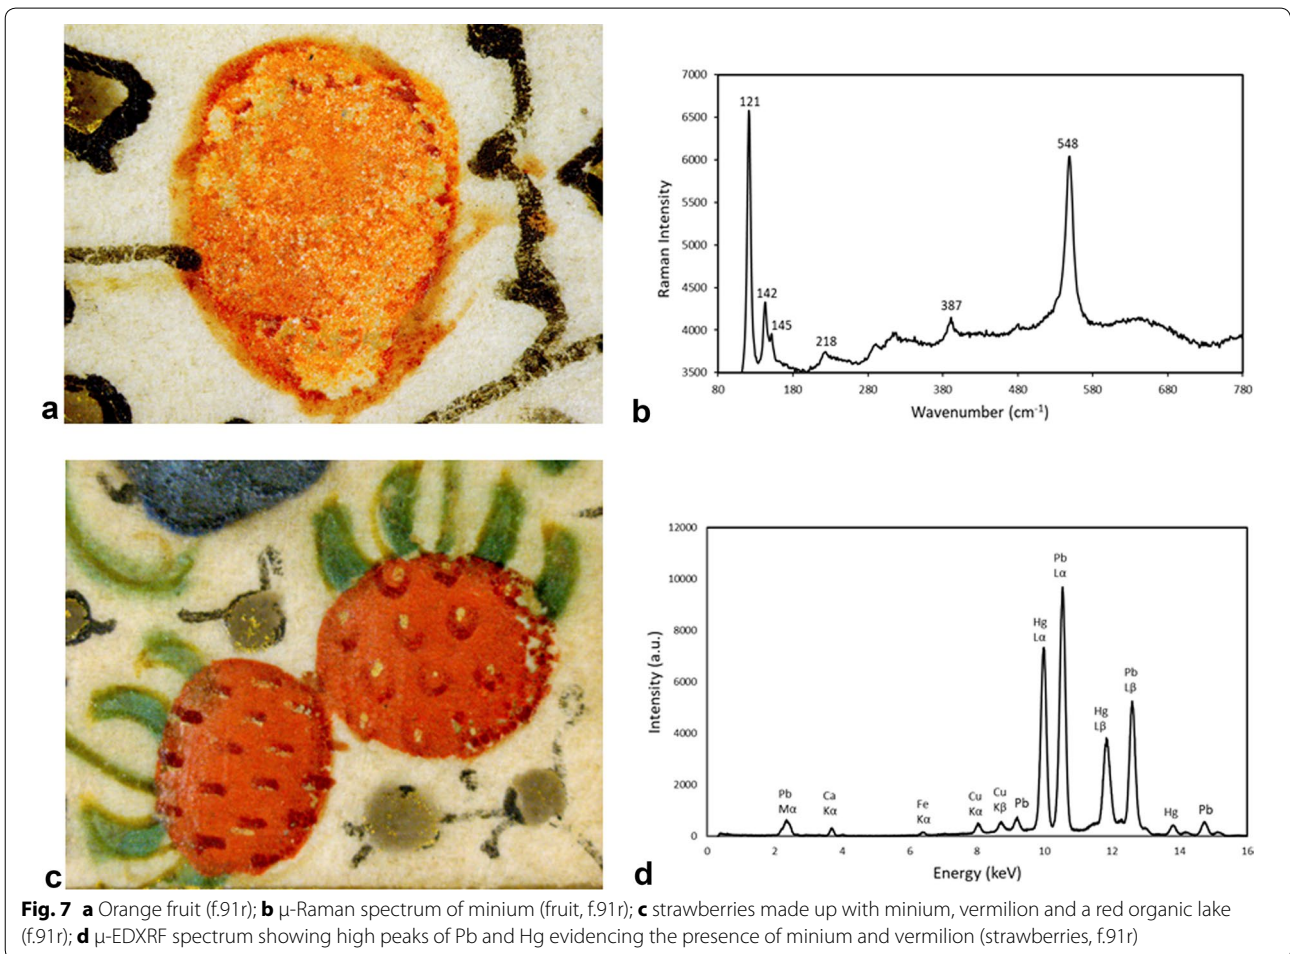 a
7000
6500
6000
5500
5000
4500
4000
3500
Raman Intensity
121
142
145
218
387
548
80 180 280 380 480 580 680 780
Wavenumber (cm-1)
b
c
12000
10000
8000
6000
4000
2000
0
Intensity (a.u.)
Pb
Mα
Ca
Kα
Fe
Kα
Cu
Kα
Cu
Kβ
Pb
Hg
Lα
Pb
Lα
Hg
Lβ
Pb
Lβ
Hg
Pb
0 2 4 6 8 10 12 14 16
Energy (keV)
d
Fig. 7 a Orange fruit (f.91r); b μ-Raman spectrum of minium (fruit, f.91r); c strawberries made up with minium, vermilion and a red organic lake
(f.91r); d μ-EDXRF spectrum showing high peaks of Pb and Hg evidencing the presence of minium and vermilion (strawberries, f.91r)